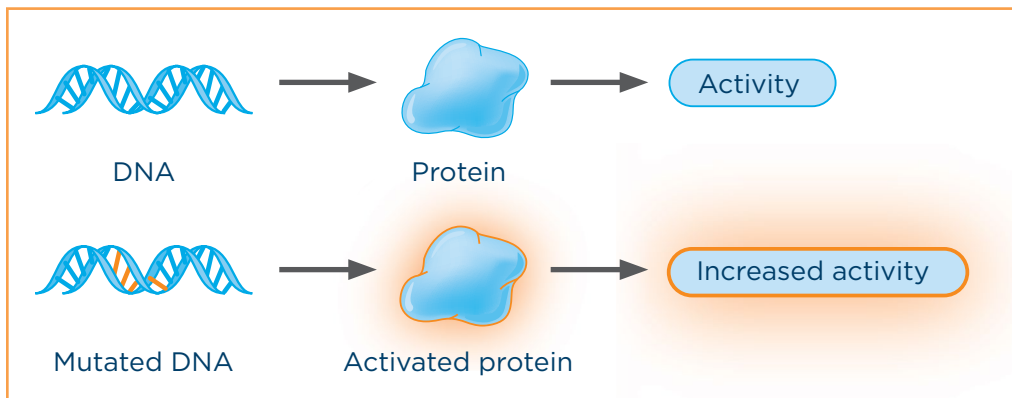 Activity
DNA
Protein
Increased activity
Mutated DNA
Activated protein